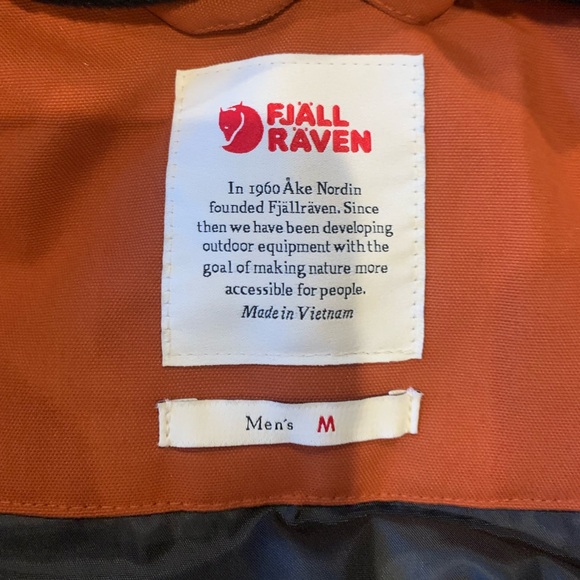 FJÄLL
RÄVEN
In 1960 Åke Nordin
founded Fjällräven. Since
then we have been developing
outdoor equipment with the
goal of making nature more
accessible for people.
Made in Vietnam
Men's M